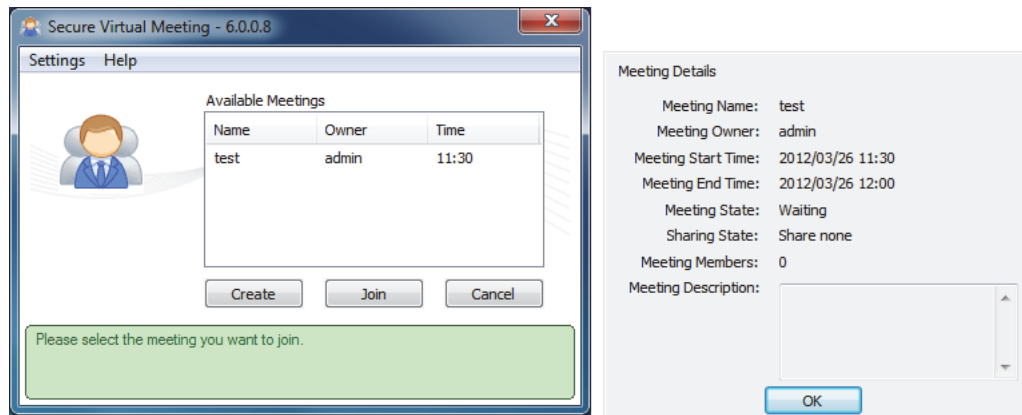 Secure Virtual Meeting - 6.0.0.8
Settings Help
Available Meetings
Name Owner Time
test admin 11:30
Create Join Cancel
Please select the meeting you want to join.
Meeting Details
Meeting Name: test
Meeting Owner: admin
Meeting Start Time: 2012/03/26 11:30
Meeting End Time: 2012/03/26 12:00
Meeting State: Waiting
Sharing State: Share none
Meeting Members: 0
Meeting Description:
OK